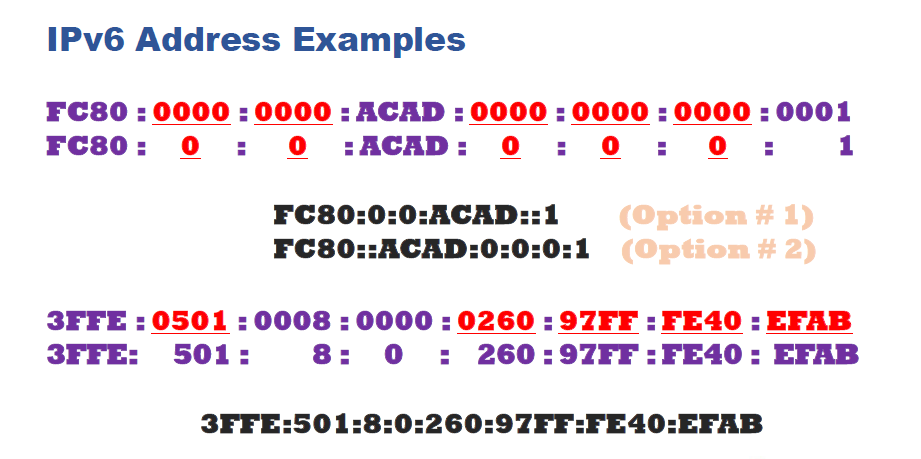 IPv6 Address Examples
FC80 : 0000 : 0000 : ACAD : 0000 : 0000 : 0000 : 0001
FC80 : 0 : 0 : ACAD : 0 : 0 : 0 : 1
FC80:0:0:ACAD::1 (Option # 1)
FC80::ACAD:0:0:0:1 (Option # 2)
3FFE : 0501 : 0008 : 0000 : 0260 : 97FF : FE40 : EFAB
3FFE: 501 : 8 : 0 : 260 : 97FF : FE40 : EFAB
3FFE:501:8:0:260:97FF:FE40:EFAB